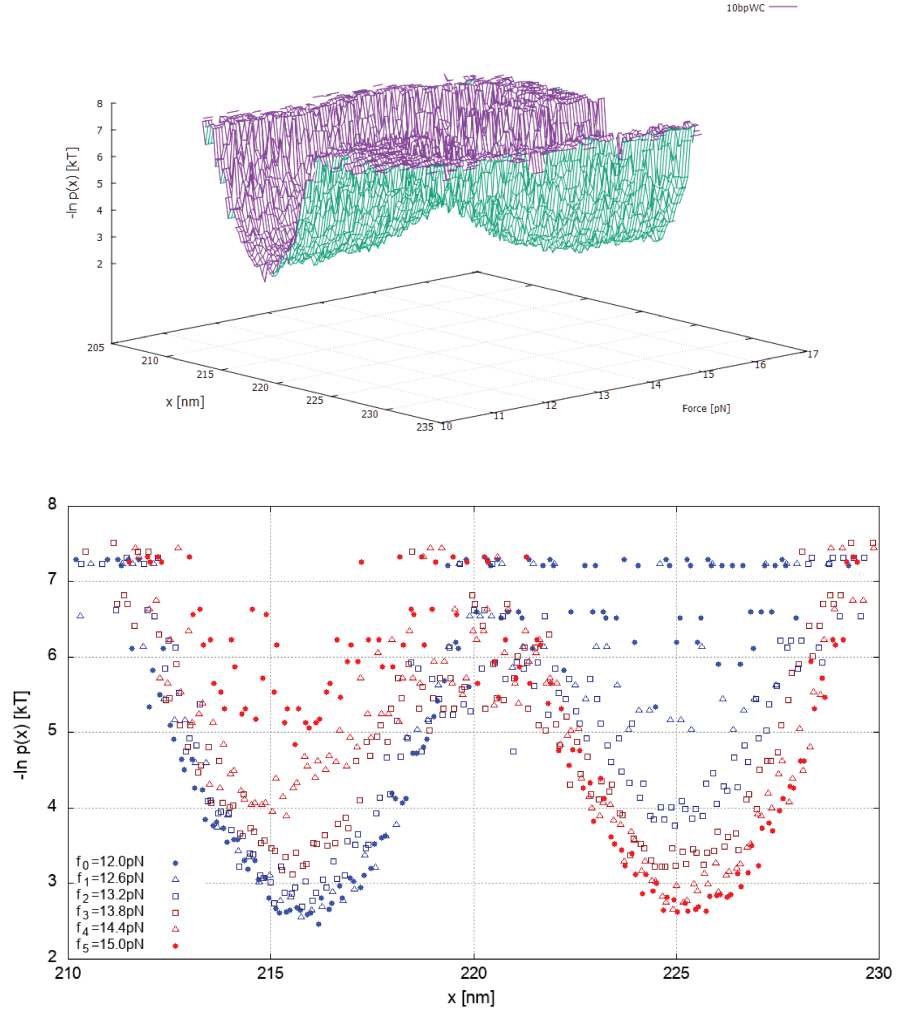 10bpWC
8
7
6
5
4
3
2
-ln p(x) [kT]
205
210
215
220
225
230
235
x [nm]
10
11
12
13
14
15
16
17
Force [pN]
8
7
6
5
4
3
2
-ln p(x) [kT]
f0=12.0pN
f1=12.6pN
f2=13.2pN
f3=13.8pN
f4=14.4pN
f5=15.0pN
210 215 220 225 230
x [nm]